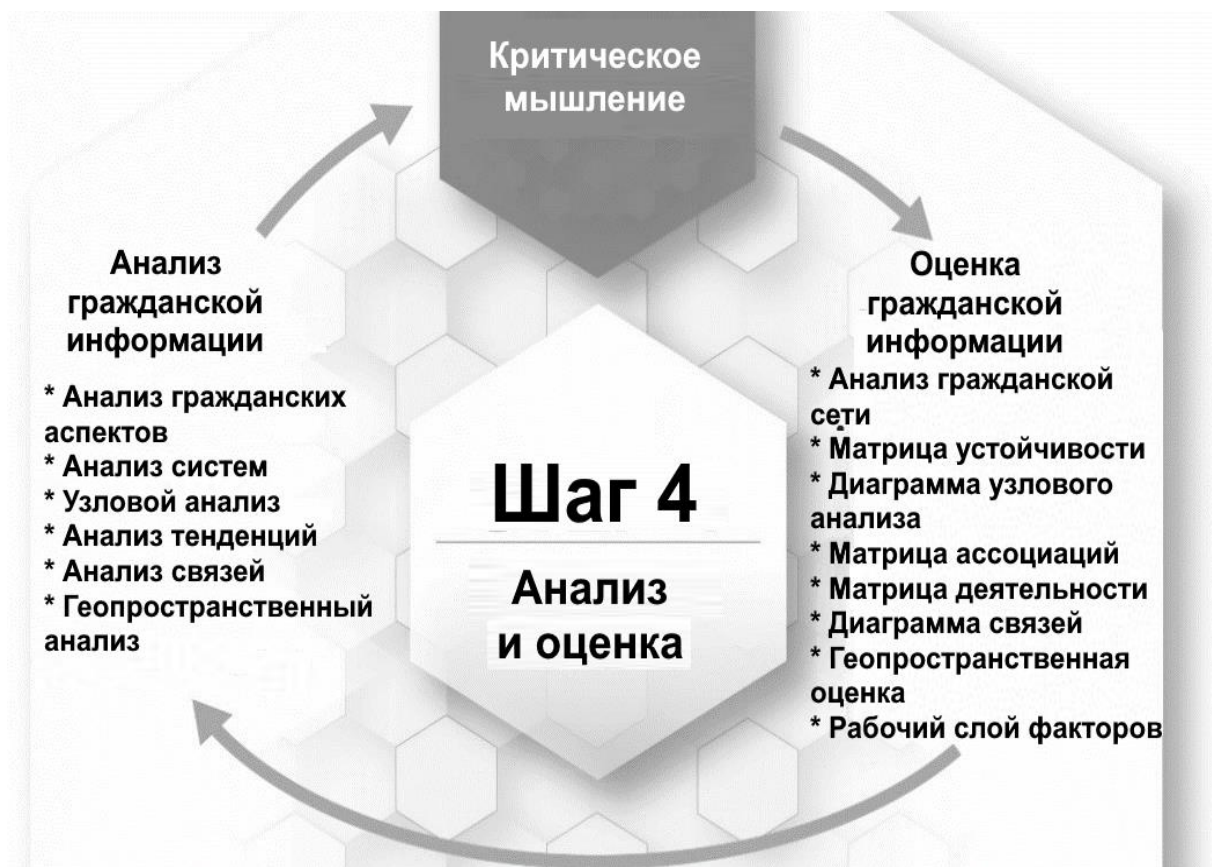 Критическое
мышление
Анализ
гражданской
информации
* Анализ гражданских
аспектов
* Анализ систем
* Узловой анализ
* Анализ тенденций
* Анализ связей
* Геопространственный
анализ
Шаг 4
Анализ
и оценка
Оценка
гражданской
информации
* Анализ гражданской
сети
* Матрица устойчивости
* Диаграмма узлового
анализа
* Матрица ассоциаций
* Матрица деятельности
* Диаграмма связей
* Геопространственная
оценка
* Рабочий слой факторов